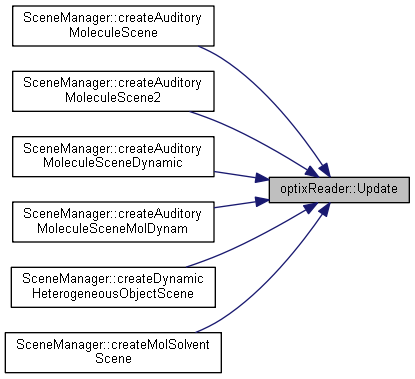 SceneManager::createAuditory
MoleculeScene
SceneManager::createAuditory
MoleculeScene2
SceneManager::createAuditory
MoleculeSceneDynamic
optixReader::Update
SceneManager::createAuditory
MoleculeSceneMolDynam
SceneManager::createDynamic
HeterogeneousObjectScene
SceneManager::createMolSolvent
Scene